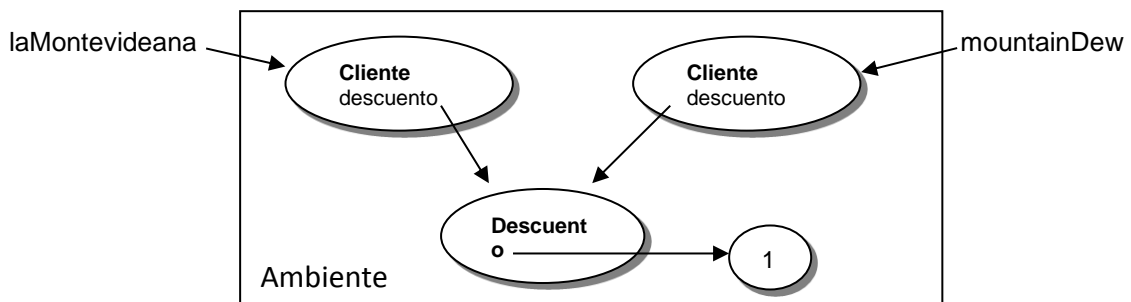 laMontevideana
mountainDew
Cliente
descuento
Cliente
descuento
Descuent
o
1
Ambiente